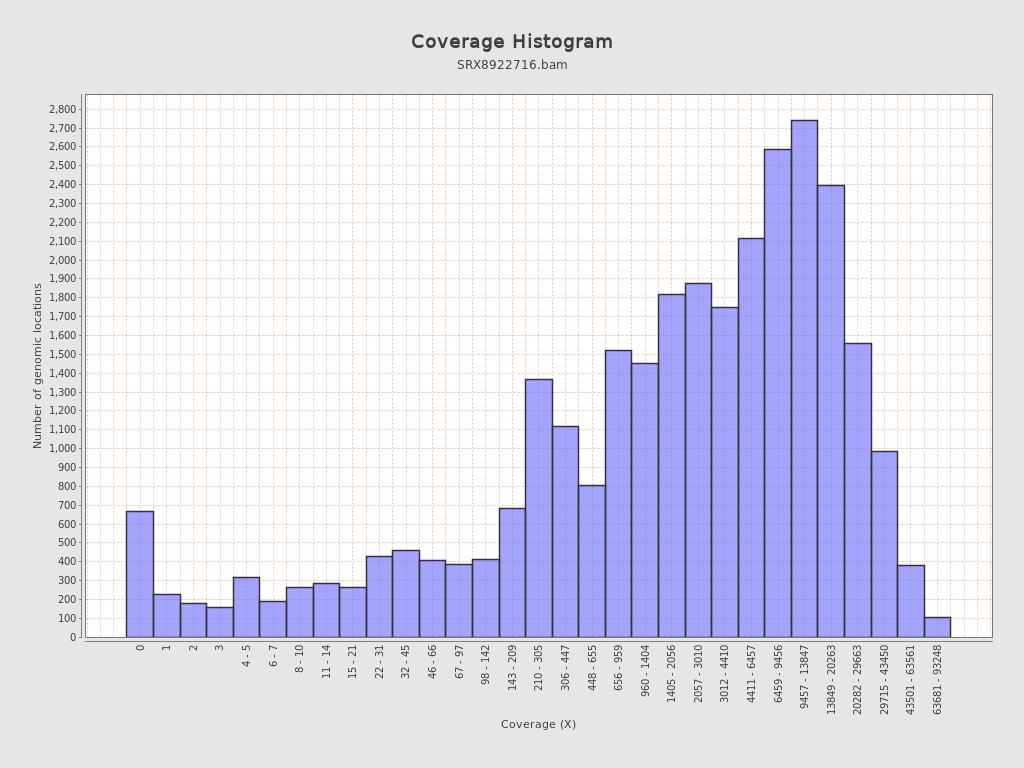 Coverage Histogram
SRX8922716.bam
Number of genomic locations
2,800
2,700
2,600
2,500
2,400
2,300
2,200
2,100
2,000
1,900
1,800
1,700
1,600
1,500
1,400
1,300
1,200
1,100
1,000
900
800
700
600
500
400
300
200
100
0
0
1
2
3
4 - 5
6 - 7
8 - 10
11 - 14
15 - 21
22 - 31
32 - 45
46 - 66
67 - 97
98 - 142
143 - 209
210 - 305
306 - 447
448 - 655
656 - 959
960 - 1404
1405 - 2056
2057 - 3010
3012 - 4410
4411 - 6457
6459 - 9456
9457 - 13847
13849 - 20263
20282 - 29663
29715 - 43450
43501 - 63561
63681 - 93248
Coverage (X)